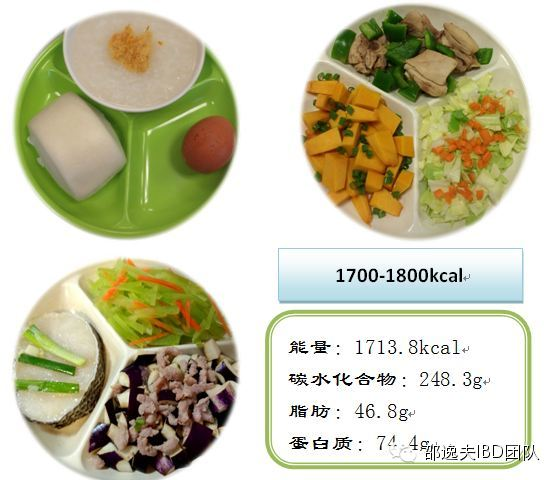 1700-1800kcal
能量：1713.8kcal
碳水化合物：248.3g
脂肪：46.8g
蛋白质：74.4g
邵逸夫IBD团队